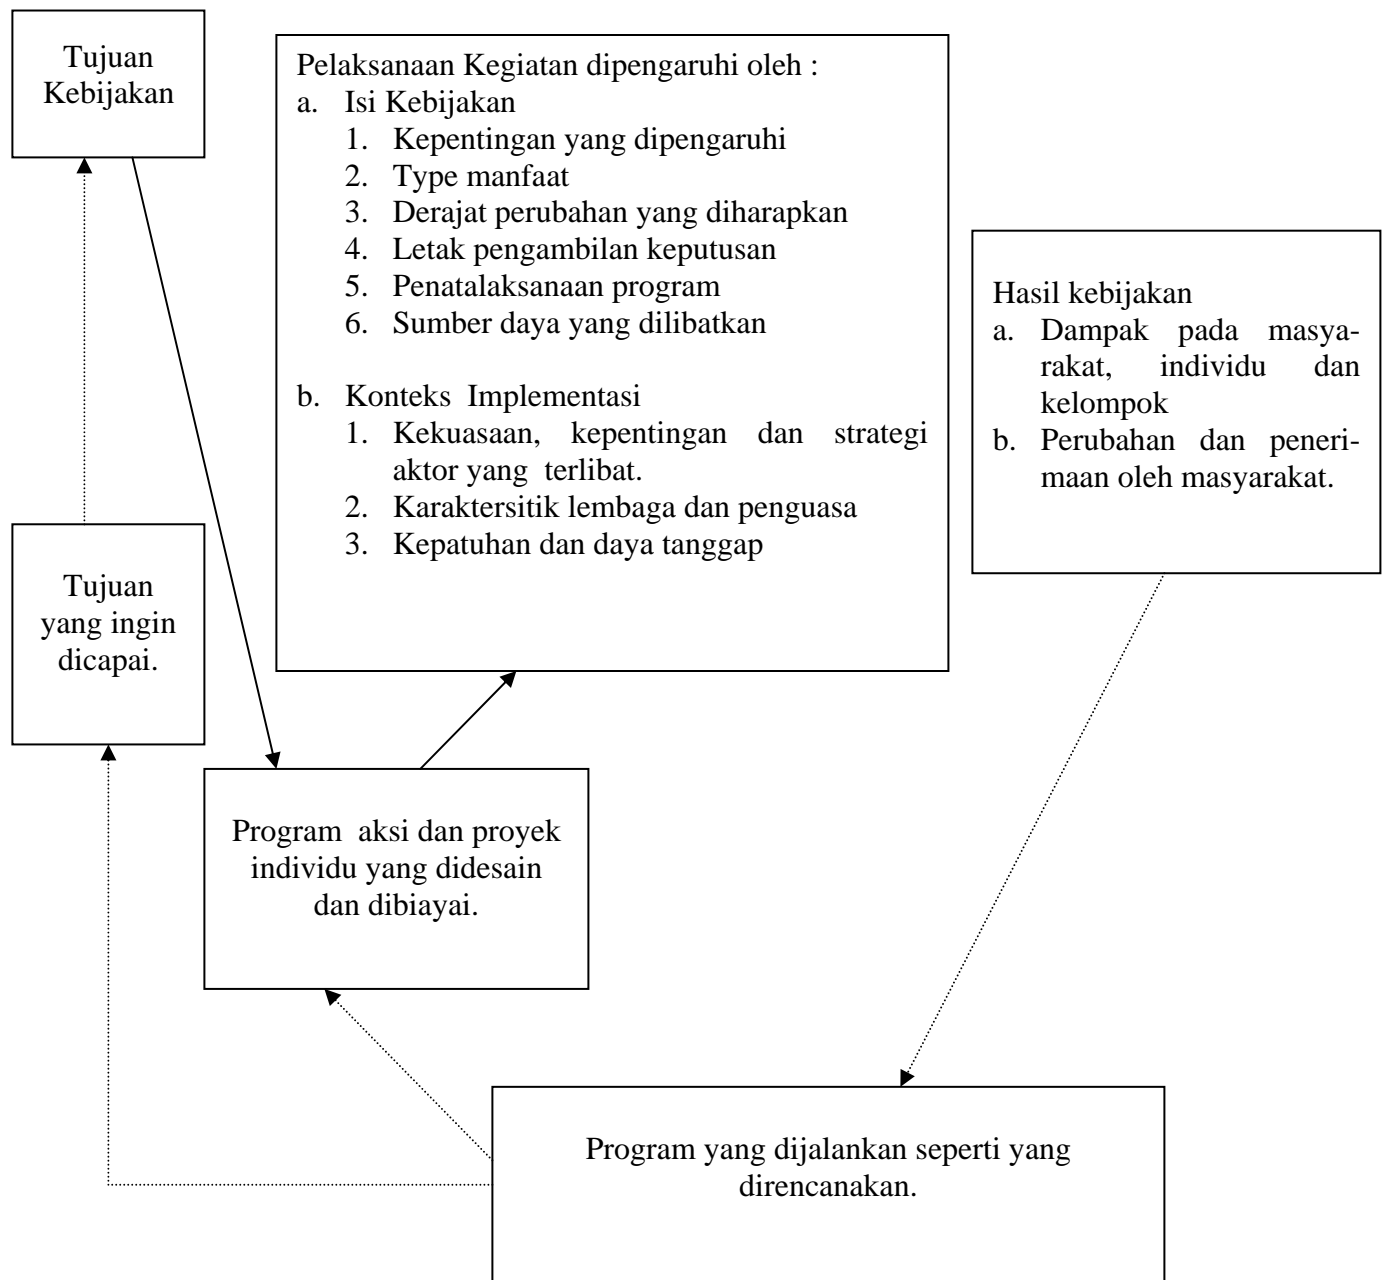 Tujuan
Kebijakan
Pelaksanaan Kegiatan dipengaruhi oleh :
a. Isi Kebijakan
1. Kepentingan yang dipengaruhi
2. Type manfaat
3. Derajat perubahan yang diharapkan
4. Letak pengambilan keputusan
5. Penatalaksanaan program
6. Sumber daya yang dilibatkan
b. Konteks Implementasi
1. Kekuasaan, kepentingan dan strategi
aktor yang terlibat.
2. Karaktersitik lembaga dan penguasa
3. Kepatuhan dan daya tanggap
Hasil kebijakan
a. Dampak pada masya-
rakat, individu dan
kelompok
b. Perubahan dan peneri-
maan oleh masyarakat.
Tujuan
yang ingin
dicapai.
Program aksi dan proyek
individu yang didesain
dan dibiayai.
Program yang dijalankan seperti yang
direncanakan.